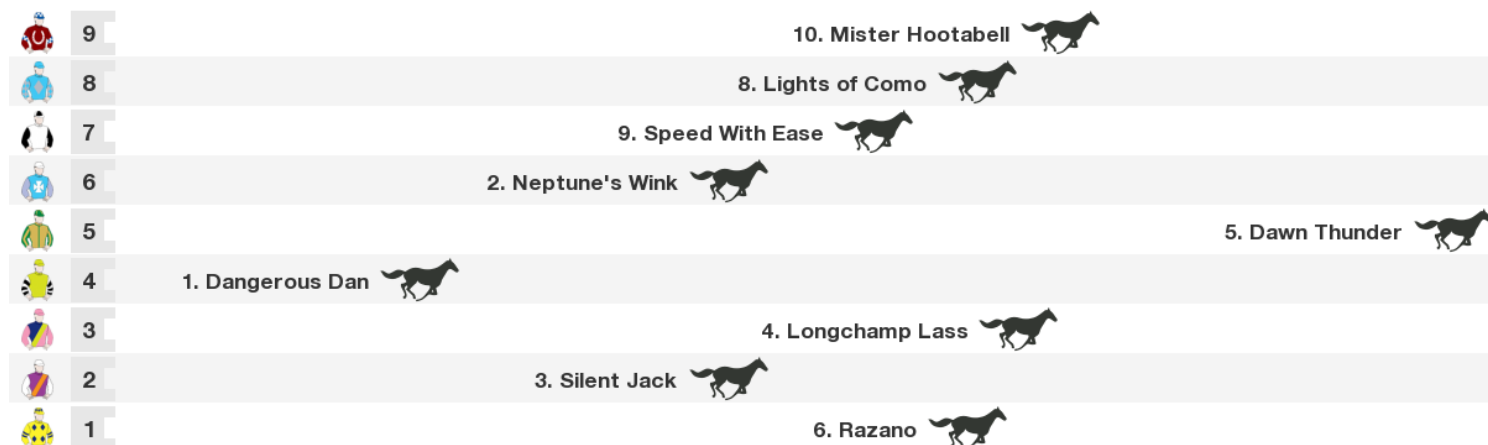 9 10. Mister Hootabell
8 8. Lights of Como
7 9. Speed With Ease
6 2. Neptune's Wink
5 5. Dawn Thunder
4 1. Dangerous Dan
3 4. Longchamp Lass
2 3. Silent Jack
1 6. Razano